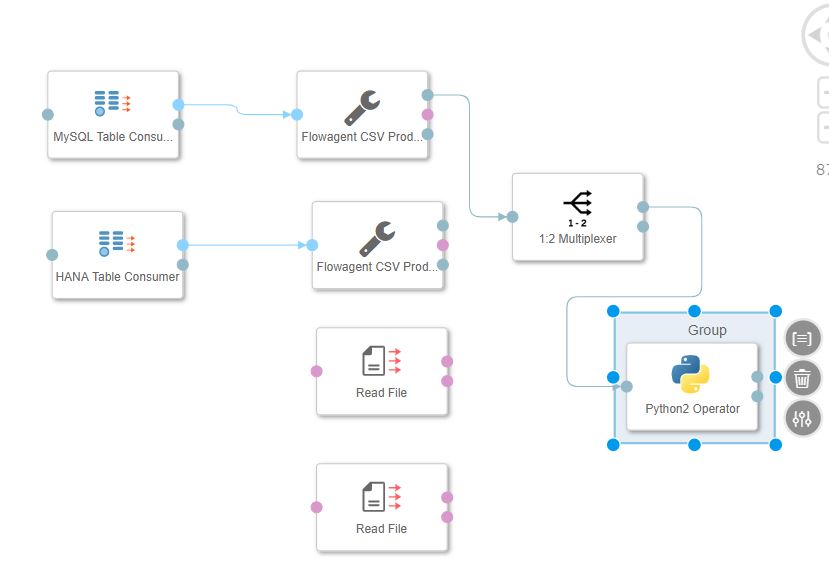 MySQL Table Consu...
Flowagent CSV Prod...
87
1-2
1:2 Multiplexer
HANA Table Consumer
Flowagent CSV Prod...
Group
Python2 Operator
Read File
Read File